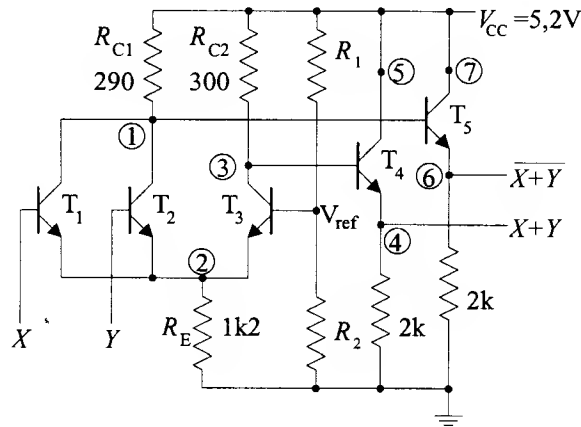 V_CC =5,2V
R_C1 R_C2 R_1 ⑤ ⑦
290 300
① T_5
③ T_4
T_1 T_2 T_3 V_ref ⑥ \overline{X+Y}
④ X+Y
②
X Y R_E 1k2 R_2 2k 2k